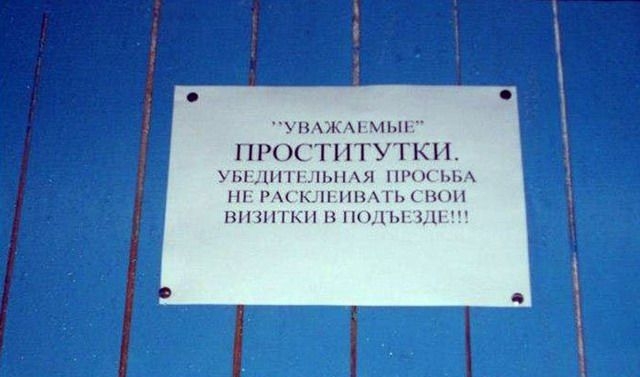 ’’УВАЖАЕМЫЕ”
ПРОСТИТУТКИ.
УБЕДИТЕЛЬНАЯ ПРОСЬБА
НЕ РАСКЛЕИВАТЬ СВОИ
ВИЗИТКИ В ПОДЪЕЗДЕ!!!